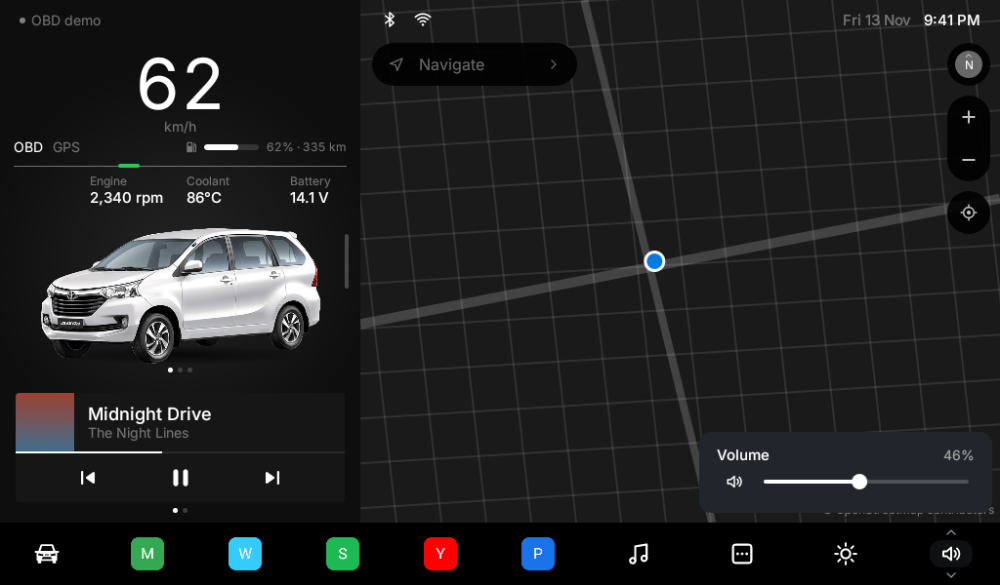 OBD demo
62
km/h
OBD GPS
62% · 335 km
Engine
2,340 rpm
Coolant
86°C
Battery
14.1 V
Midnight Drive
The Night Lines
Fri 13 Nov 9:41 PM
Navigate
N
Volume
46%
M
W
S
Y
P